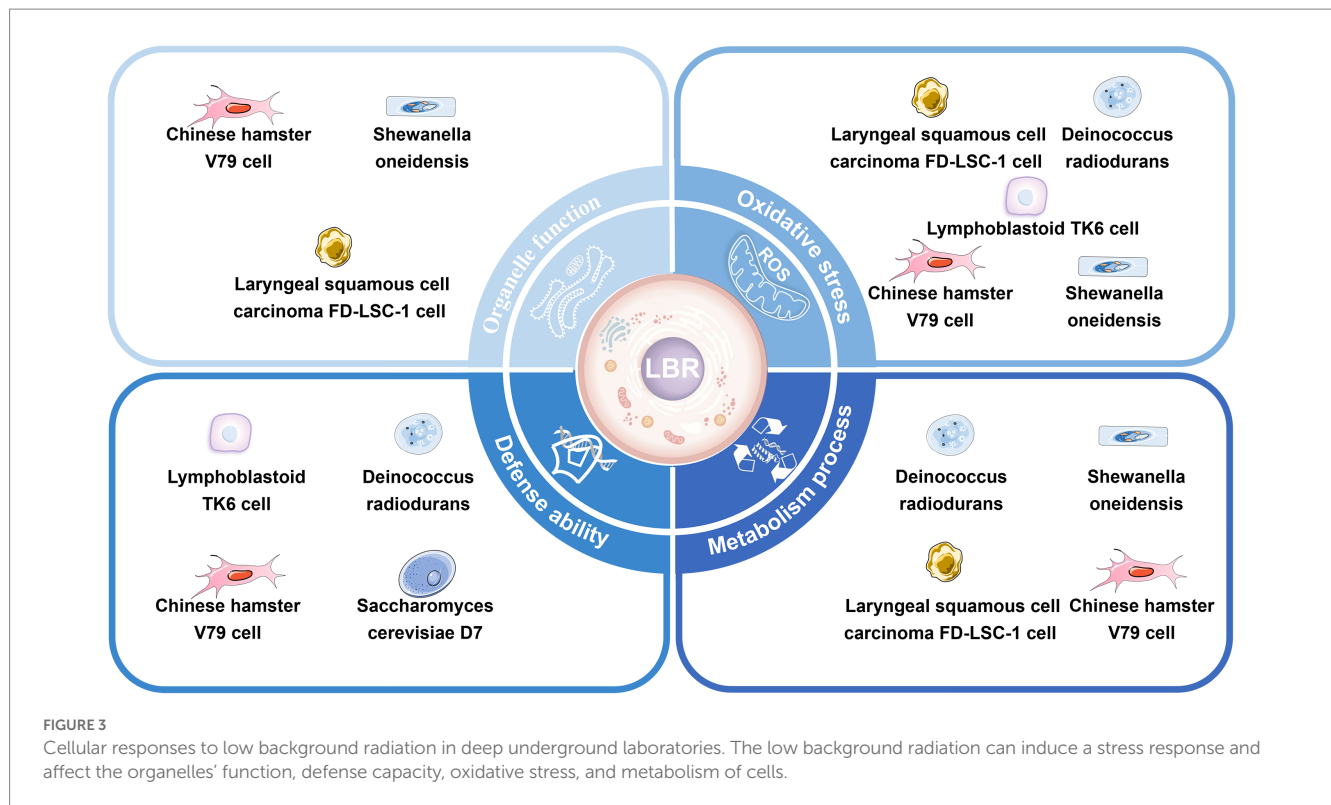 Chinese hamster
V79 cell
Shewanella
oneidensis
Laryngeal squamous cell
carcinoma FD-LSC-1 cell
Organelle function
Laryngeal squamous cell
carcinoma FD-LSC-1 cell
Deinococcus
radiodurans
Lymphoblastoid TK6 cell
Chinese hamster
V79 cell
Shewanella
oneidensis
Oxidative stress
ROS
LBR
Lymphoblastoid
TK6 cell
Deinococcus
radiodurans
Chinese hamster
V79 cell
Saccharomyces
cerevisiae D7
Defense ability
Metabolism process
Deinococcus
radiodurans
Shewanella
oneidensis
Laryngeal squamous cell
carcinoma FD-LSC-1 cell
Chinese hamster
V79 cell
FIGURE 3
Cellular responses to low background radiation in deep underground laboratories. The low background radiation can induce a stress response and
affect the organelles’ function, defense capacity, oxidative stress, and metabolism of cells.